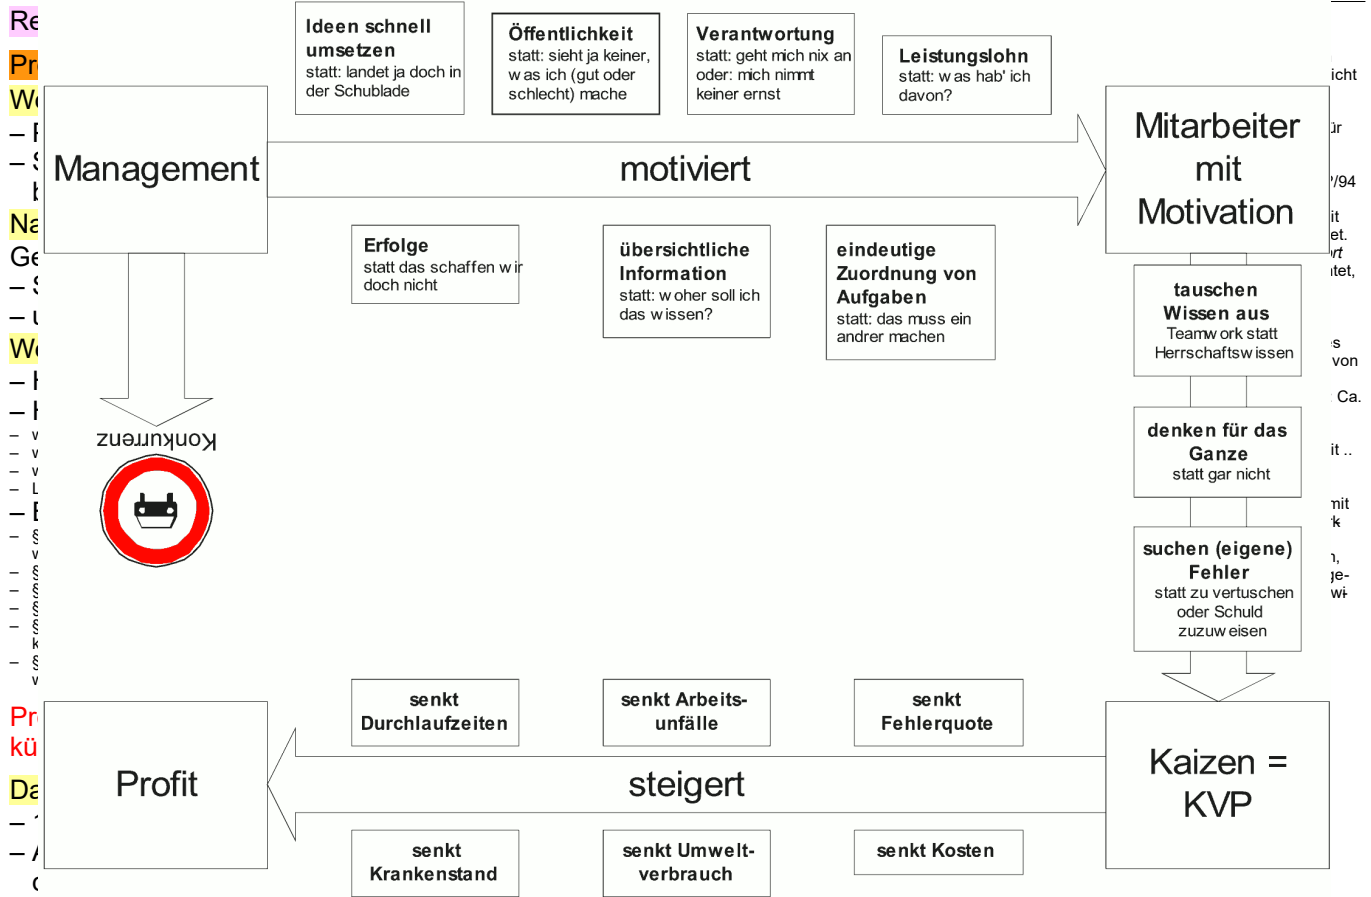 Ideen schnell
umsetzen
statt: landet ja doch in
der Schublade
Öffentlichkeit
statt: sieht ja keiner,
was ich (gut oder
schlecht) mache
Verantwortung
statt: geht mich nix an
oder: mich nimmt
keiner ernst
Leistungslohn
statt: was hab' ich
davon?
Management
motiviert
Mitarbeiter
mit
Motivation
Erfolge
statt das schaffen wir
doch nicht
übersichtliche
Information
statt: woher soll ich
das wissen?
eindeutige
Zuordnung von
Aufgaben
statt: das muss ein
andrer machen
tauschen
Wissen aus
Teamwork statt
Herrschaftswissen
denken für das
Ganze
statt gar nicht
suchen (eigene)
Fehler
statt zu vertuschen
oder Schuld
zuzuweisen
Konkurrenz
senkt
Durchlaufzeiten
senkt Arbeits-
unfälle
senkt
Fehlerquote
Profit
steigert
Kaizen =
KVP
senkt
Krankenstand
senkt Umwelt-
verbrauch
senkt Kosten
von
Ca.
mit